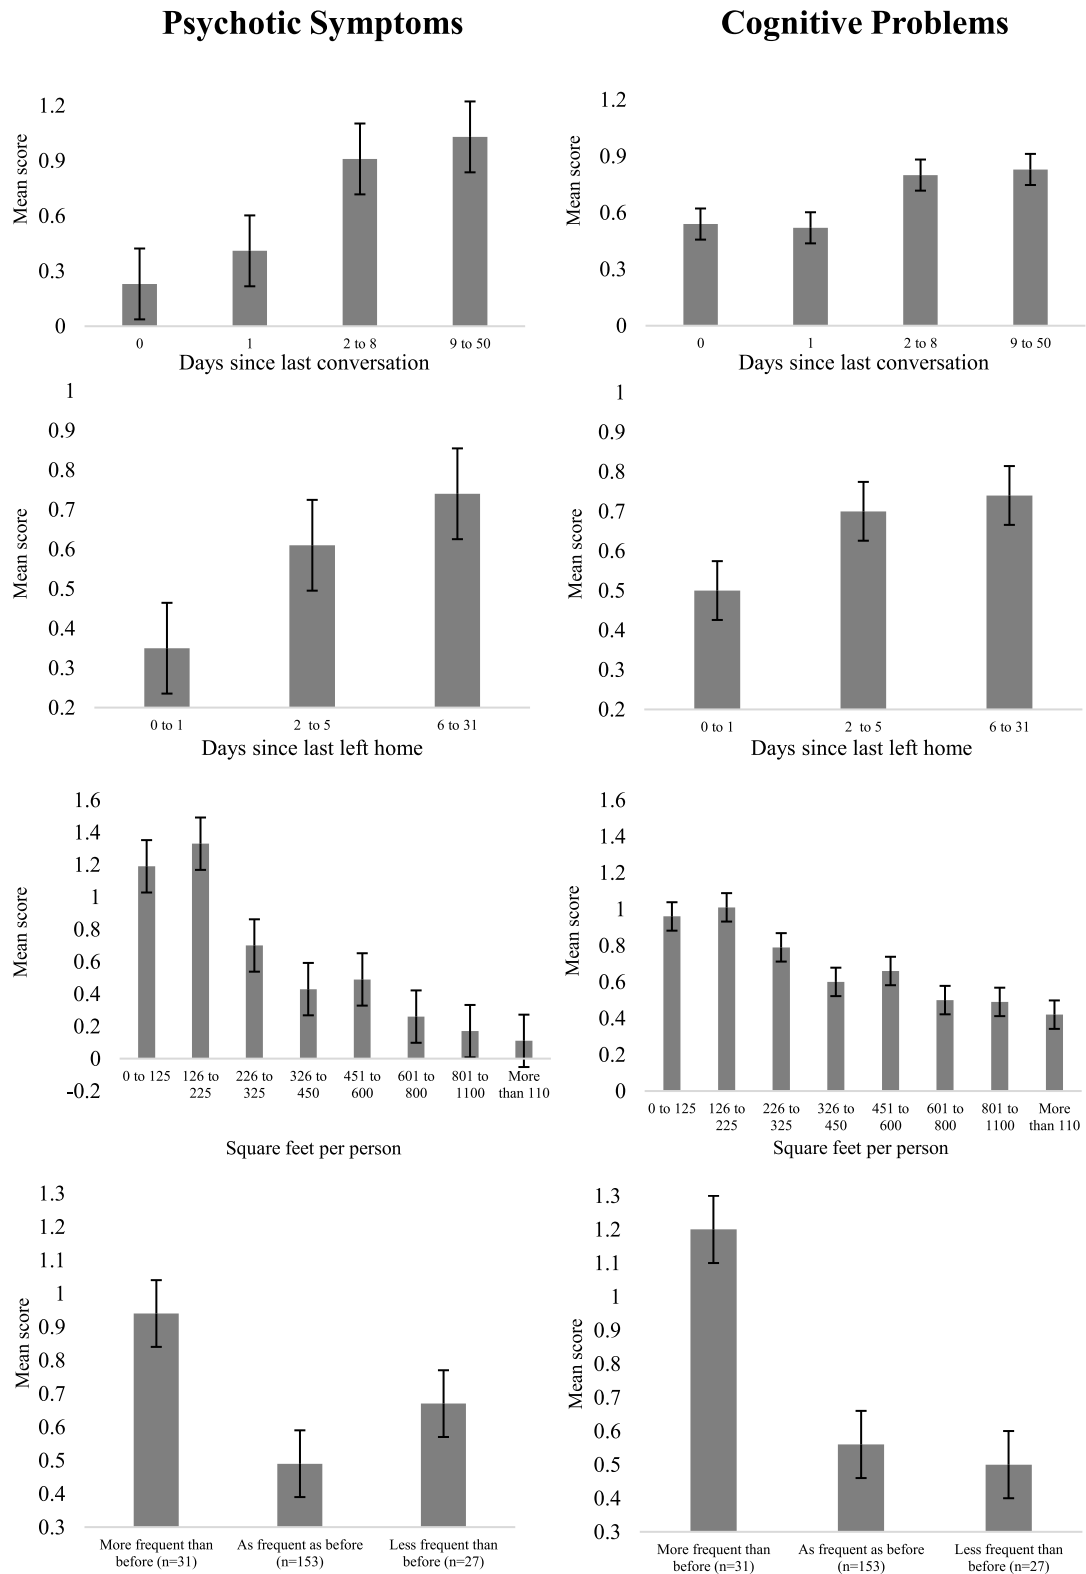 Psychotic Symptoms
Cognitive Problems
Mean score
1.2
0.9
0.6
0.3
0
0
1
2 to 8
9 to 50
Days since last conversation
Mean score
1.2
0.9
0.6
0.3
0
0
1
2 to 8
9 to 50
Days since last conversation
Mean score
1
0.9
0.8
0.7
0.6
0.5
0.4
0.3
0.2
0 to 1
2 to 5
6 to 31
Days since last left home
Mean score
1
0.9
0.8
0.7
0.6
0.5
0.4
0.3
0.2
0 to 1
2 to 5
6 to 31
Days since last left home
Mean score
1.6
1.4
1.2
1
0.8
0.6
0.4
0.2
0
-0.2
0 to 125
126 to
225
226 to
325
326 to
450
451 to
600
601 to
800
801 to
1100
More
than 110
Square feet per person
Mean score
1.6
1.4
1.2
1
0.8
0.6
0.4
0.2
0
0 to 125
126 to
225
226 to
325
326 to
450
451 to
600
601 to
800
801 to
1100
More
than 110
Square feet per person
Mean score
1.3
1.2
1.1
1
0.9
0.8
0.7
0.6
0.5
0.4
0.3
More frequent than
before (n=31)
As frequent as before
(n=153)
Less frequent than
before (n=27)
Mean score
1.3
1.2
1.1
1
0.9
0.8
0.7
0.6
0.5
0.4
0.3
More frequent than
before (n=31)
As frequent as before
(n=153)
Less frequent than
before (n=27)